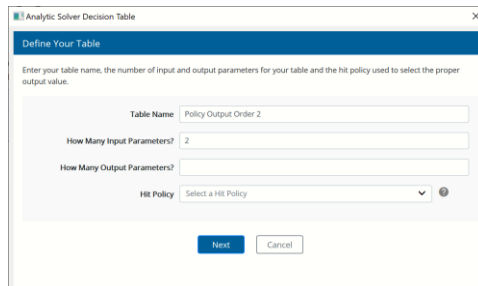 Analytic Solver Decision Table
Define Your Table
Enter your table name, the number of input and output parameters for your table and the hit policy used to select the proper
output value.
Table Name Policy Output Order 2
How Many Input Parameters? 2
How Many Output Parameters?
Hit Policy Select a Hit Policy ?
Next Cancel